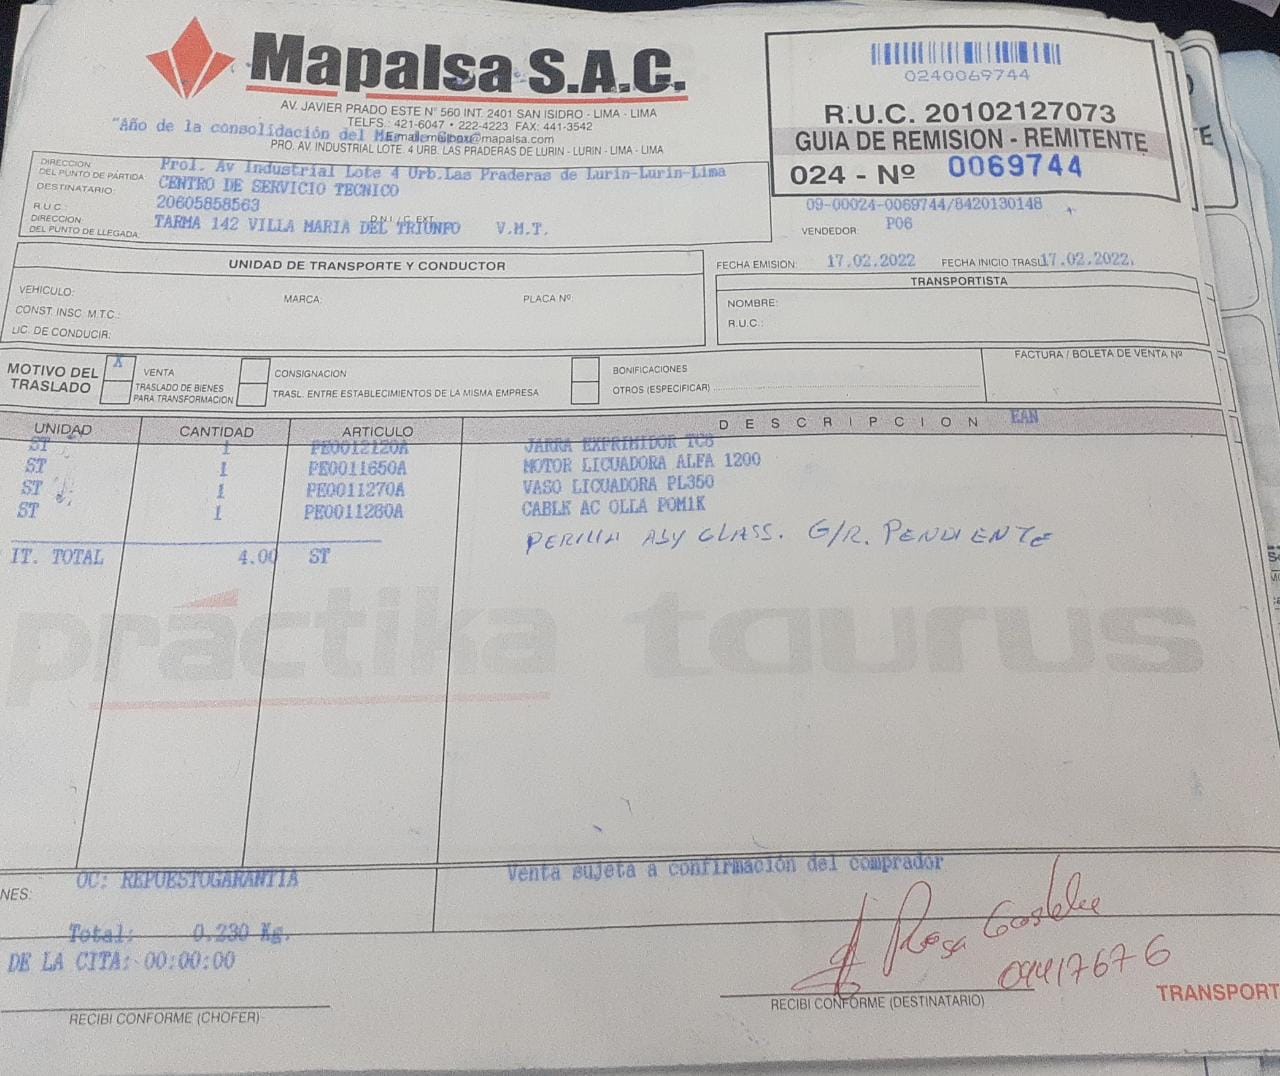 Mapalsa S.A.C.
AV. JAVIER PRADO ESTE N° 560 INT. 2401 SAN ISIDRO - LIMA - LIMA
TELFS.: 421-6047 • 222-4223 FAX: 441-3542
"Año de la consolidación del
PRO. AV. INDUSTRIAL LOTE. 4 URB. LAS PRADERAS DE LURIN - LURIN - LIMA - LIMA
0240069744
R.U.C. 20102127073
GUIA DE REMISION - REMITENTE
024 - Nº 0069744
09-00024-0069744/8420130148
VENDEDOR: P06
DIRECCION DEL PUNTO DE PARTIDA Prol. Av Industrial Lote 4 Urb.Las Praderas de Lurin-Lurin-Lima
DESTINATARIO: CENTRO DE SERVICIO TECNICO
R.U.C.: 20605858563
D.N.I. / C. EXT.
DIRECCION DEL PUNTO DE LLEGADA: TARMA 142 VILLA MARIA DEL TRIUNFO V.M.T.
FECHA EMISION: 17.02.2022 FECHA INICIO TRASL 17.02.2022.
UNIDAD DE TRANSPORTE Y CONDUCTOR
VEHICULO: MARCA: PLACA Nº
CONST. INSC. M.T.C.:
LIC. DE CONDUCIR:
TRANSPORTISTA
NOMBRE:
R.U.C.:
MOTIVO DEL TRASLADO
X VENTA
TRASLADO DE BIENES PARA TRANSFORMACION
CONSIGNACION
TRASL. ENTRE ESTABLECIMIENTOS DE LA MISMA EMPRESA
BONIFICACIONES
OTROS (ESPECIFICAR)
FACTURA / BOLETA DE VENTA Nº
UNIDAD CANTIDAD ARTICULO DESCRIPCION EAN
ST 1 PE0012120A JARRA EXPRIMIDOR TC6
ST 1 PE0011650A MOTOR LICUADORA ALFA 1200
ST 1 PE0011270A VASO LICUADORA PL350
ST 1 PE0011280A CABLE AC OLLA POM1K
PERILLA ASY GLASS. G/R. PENDIENTE
IT. TOTAL 4.00 ST
práctika taurus
NES: OC: REPUESTOGARANTIA
Venta sujeta a confirmación del comprador
Total: 0.230 Kg.
DE LA CITA: 00:00:00
Rosa
09417676
RECIBI CONFORME (CHOFER)
RECIBI CONFORME (DESTINATARIO)
TRANSPORT